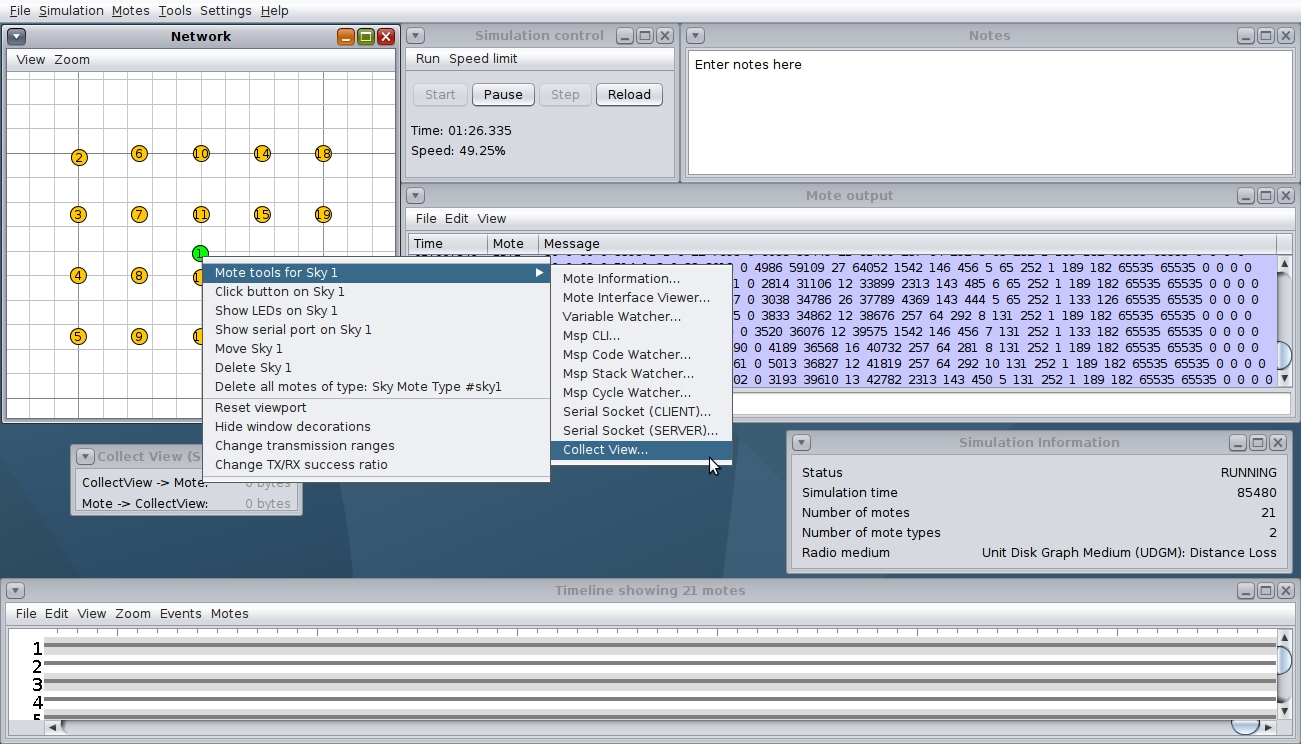 File Simulation Motes Tools Settings Help
Network
View Zoom
2 6 10 14 18
3 7 11 15 19
1
4 8
5 9
Simulation control
Run Speed limit
Start Pause Step Reload
Time: 01:26.335
Speed: 49.25%
Notes
Enter notes here
Mote output
File Edit View
Time Mote Message
0 4986 59109 27 64052 1542 146 456 5 65 252 1 189 182 65535 65535 0 0 0 0
1 0 2814 31106 12 33899 2313 143 485 6 65 252 1 189 182 65535 65535 0 0 0 0
7 0 3038 34786 26 37789 4369 143 444 5 65 252 1 133 126 65535 65535 0 0 0 0
5 0 3833 34862 12 38676 257 64 292 8 131 252 1 189 182 65535 65535 0 0 0 0
0 3520 36076 12 39575 1542 146 456 7 131 252 1 133 182 65535 65535 0 0 0 0
90 0 4189 36568 16 40732 257 64 281 8 131 252 1 189 182 65535 65535 0 0 0 0
61 0 5013 36827 12 41819 257 64 292 10 131 252 1 189 182 65535 65535 0 0 0 0
02 0 3193 39610 13 42782 2313 143 450 5 131 252 1 189 182 65535 65535 0 0 0 0
Mote tools for Sky 1
Click button on Sky 1
Show LEDs on Sky 1
Show serial port on Sky 1
Move Sky 1
Delete Sky 1
Delete all motes of type: Sky Mote Type #sky1
Reset viewport
Hide window decorations
Change transmission ranges
Change TX/RX success ratio
Mote Information...
Mote Interface Viewer...
Variable Watcher...
Msp CLI...
Msp Code Watcher...
Msp Stack Watcher...
Msp Cycle Watcher...
Serial Socket (CLIENT)...
Serial Socket (SERVER)...
Collect View...
Collect View (S
CollectView -> Mote: 0 bytes
Mote -> CollectView: 0 bytes
Simulation Information
Status RUNNING
Simulation time 85480
Number of motes 21
Number of mote types 2
Radio medium Unit Disk Graph Medium (UDGM): Distance Loss
Timeline showing 21 motes
File Edit View Zoom Events Motes
1
2
3
4
5